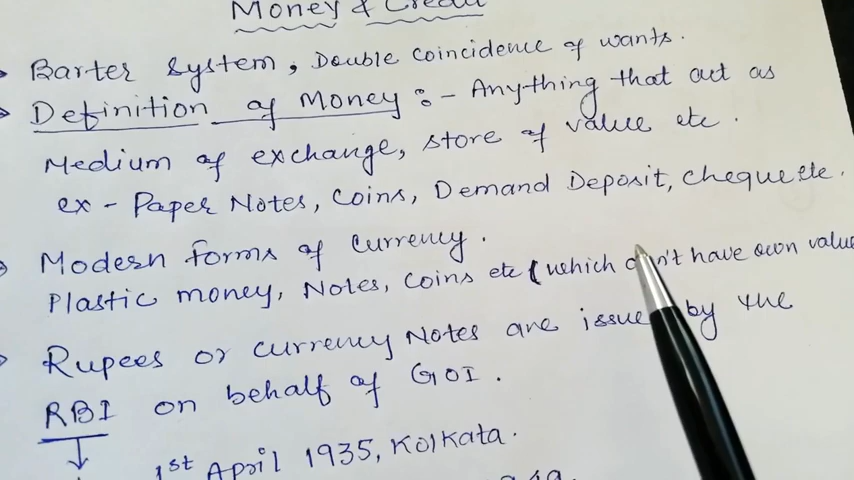 Money & Credit
Barter System, Double Coincidence of wants.
Definition of Money :- Anything that act as
Medium of exchange, store of value etc.
ex - Paper Notes, Coins, Demand Deposit, cheque etc.
Modern forms of Currency.
Plastic money, Notes, Coins etc (which don't have own value
Rupees or currency Notes are issue by the
RBI on behalf of GOI.
1st April 1935, Kolkata.